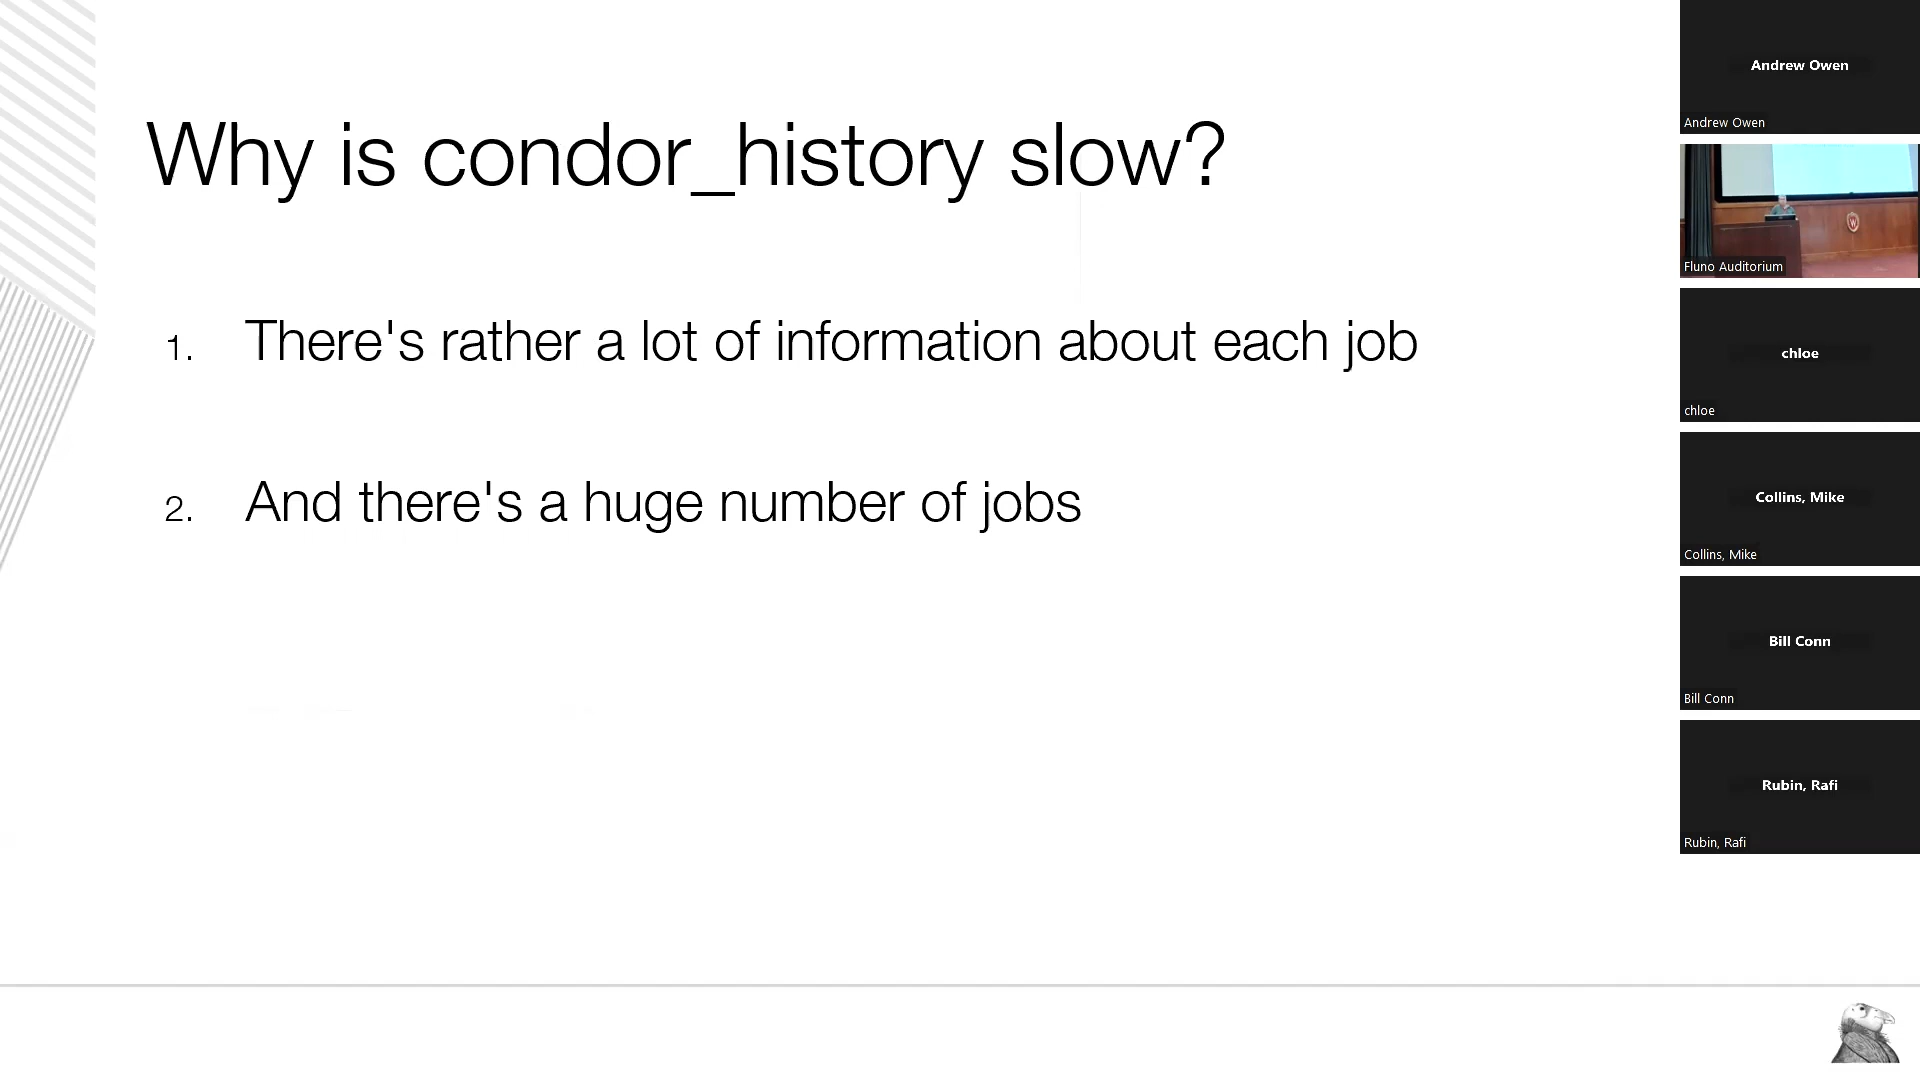 Why is condor_history slow?
1. There's rather a lot of information about each job
2. And there's a huge number of jobs
Andrew Owen
Andrew Owen
W
Fluno Auditorium
chloe
chloe
Collins, Mike
Collins, Mike
Bill Conn
Bill Conn
Rubin, Rafi
Rubin, Rafi